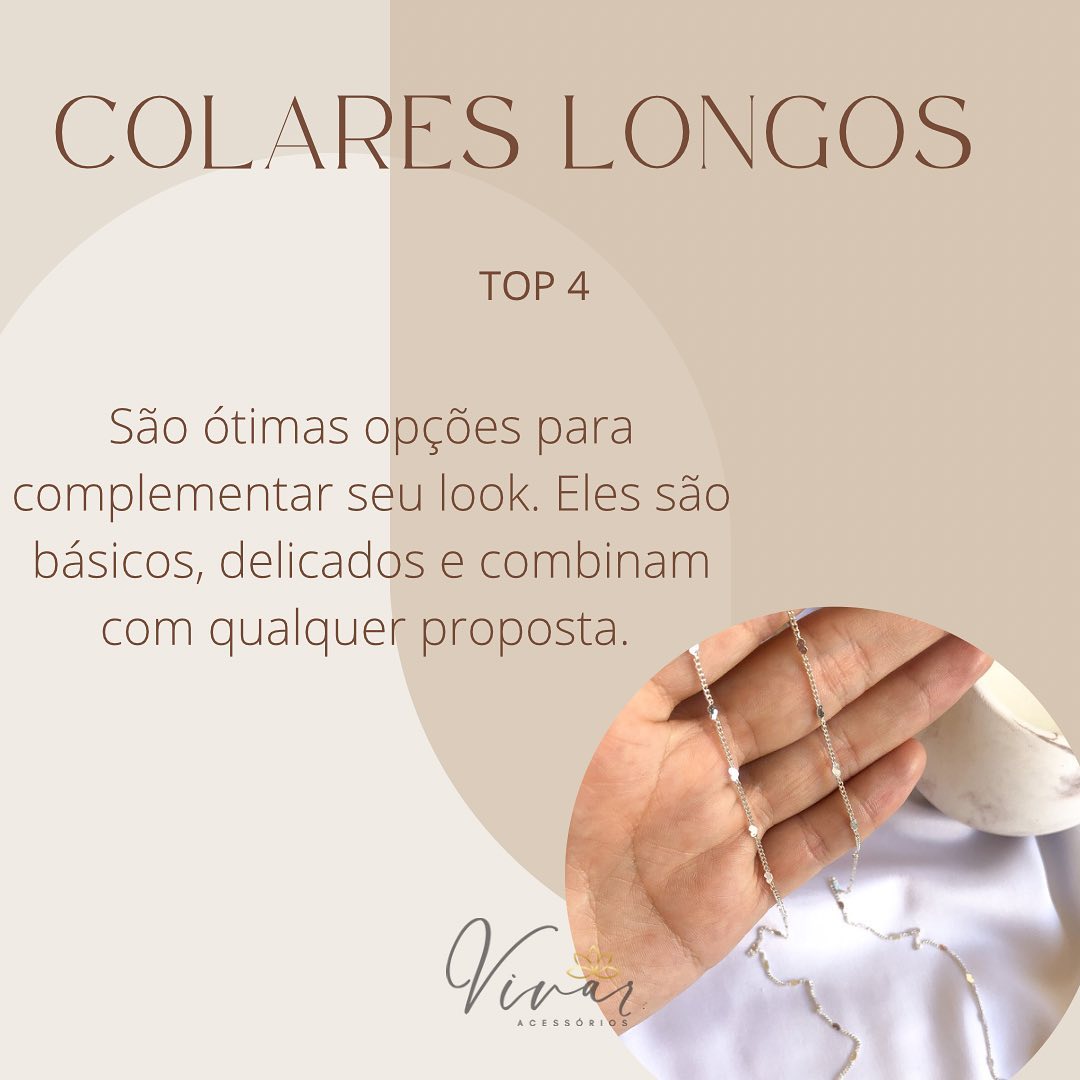 COLARES LONGOS
TOP 4
São ótimas opções para
complementar seu look. Eles são
básicos, delicados e combinam
com qualquer proposta.
Vivar
ACESSÓRIOS